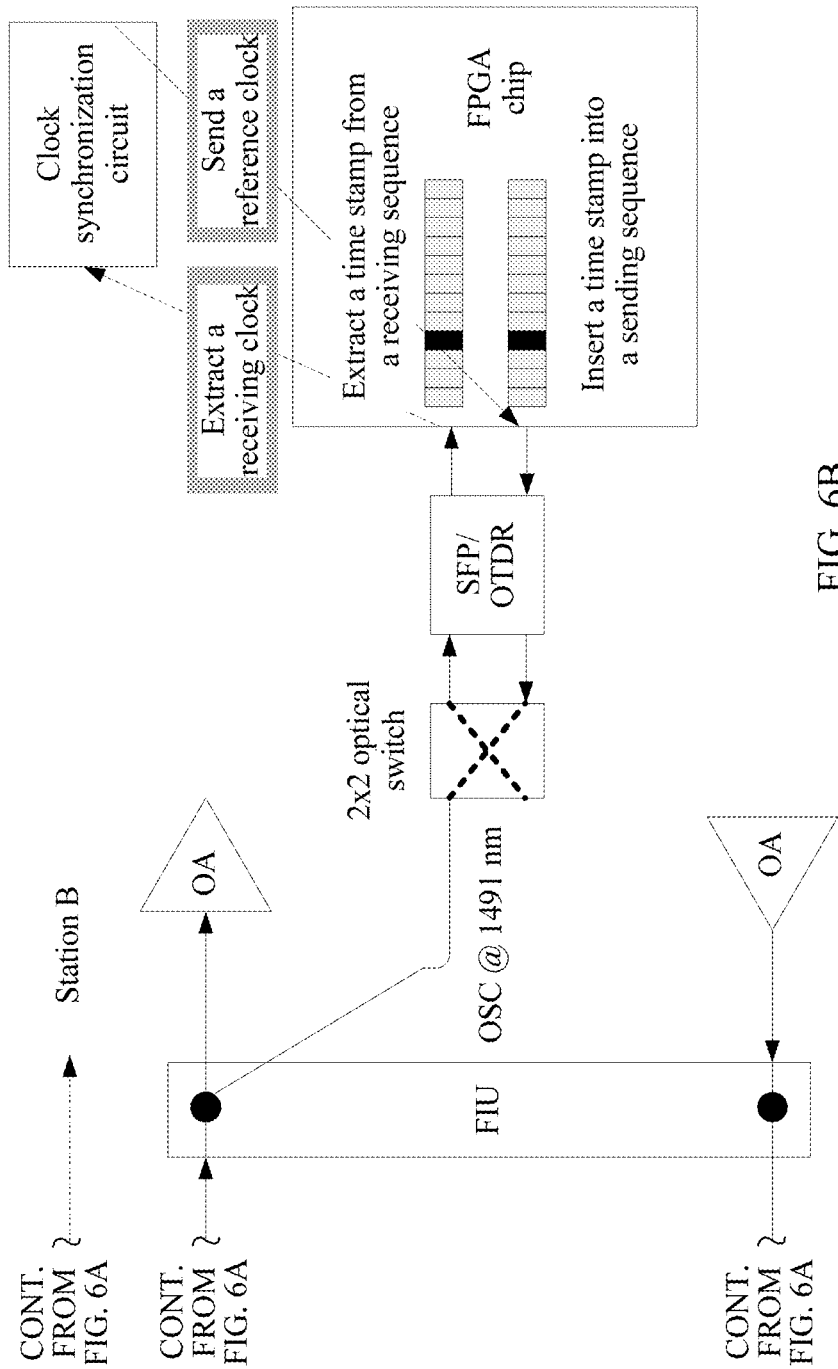 CONT.
FROM
FIG. 6A
Station B
CONT.
FROM
FIG. 6A
OA
FIU
CONT.
FROM
FIG. 6A
OA
OSC @ 1491 nm
2x2 optical
switch
SFP/
OTDR
Extract a
receiving clock
Send a
reference clock
Clock
synchronization
circuit
Extract a time stamp from
a receiving sequence
FPGA
chip
Insert a time stamp into
a sending sequence
FIG. 6B